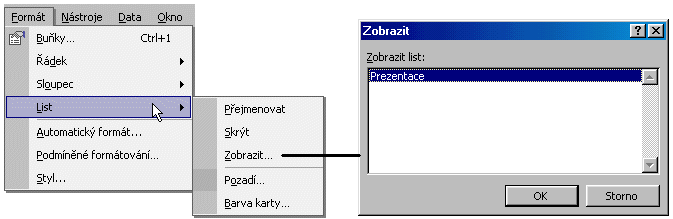 Formát Nástroje Data Okno
Buňky... Ctrl+1
Řádek
Sloupec
List
Automatický formát...
Podmíněné formátování...
Styl...
Přejmenovat
Skrýt
Zobrazit...
Pozadí...
Barva karty...
Zobrazit
Zobrazit list:
Prezentace
OK Storno